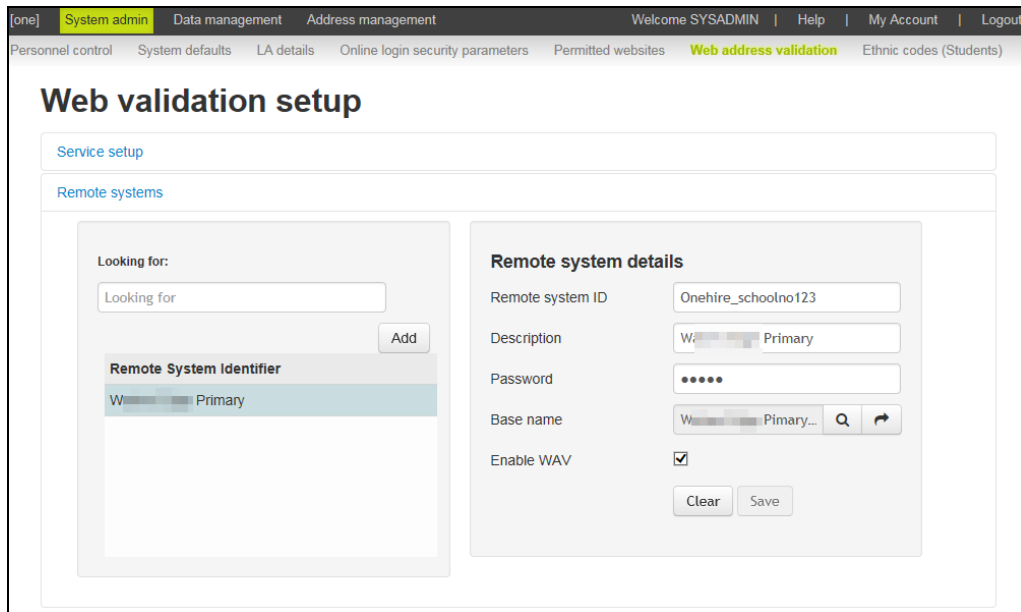 [one] System admin Data management Address management Welcome SYSADMIN | Help | My Account | Logout
Personnel control System defaults LA details Online login security parameters Permitted websites Web address validation Ethnic codes (Students)
Web validation setup
Service setup
Remote systems
Looking for:
Looking for
Add
Remote System Identifier
Primary
Remote system details
Remote system ID Onehire_schoolno123
Description Primary
Password •••••
Base name Pimary...
Enable WAV
Clear Save